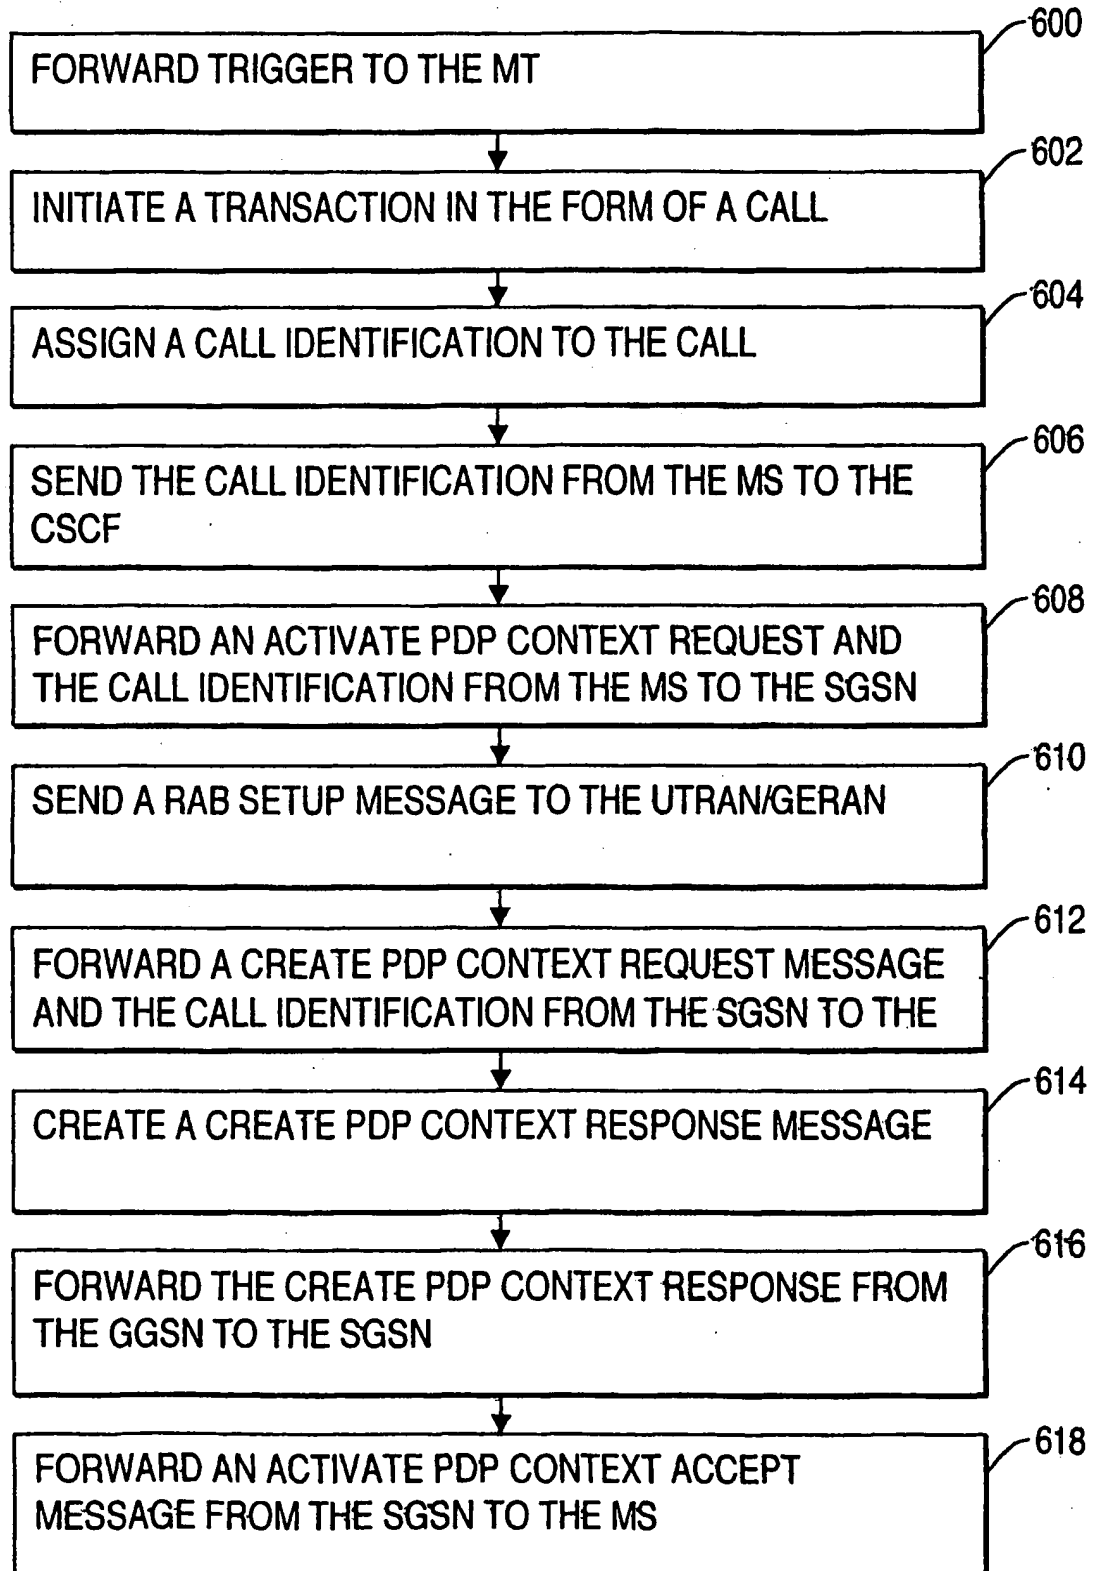 600
FORWARD TRIGGER TO THE MT
602
INITIATE A TRANSACTION IN THE FORM OF A CALL
604
ASSIGN A CALL IDENTIFICATION TO THE CALL
606
SEND THE CALL IDENTIFICATION FROM THE MS TO THE
CSCF
608
FORWARD AN ACTIVATE PDP CONTEXT REQUEST AND
THE CALL IDENTIFICATION FROM THE MS TO THE SGSN
610
SEND A RAB SETUP MESSAGE TO THE UTRAN/GERAN
612
FORWARD A CREATE PDP CONTEXT REQUEST MESSAGE
AND THE CALL IDENTIFICATION FROM THE SGSN TO THE
614
CREATE A CREATE PDP CONTEXT RESPONSE MESSAGE
616
FORWARD THE CREATE PDP CONTEXT RESPONSE FROM
THE GGSN TO THE SGSN
618
FORWARD AN ACTIVATE PDP CONTEXT ACCEPT
MESSAGE FROM THE SGSN TO THE MS